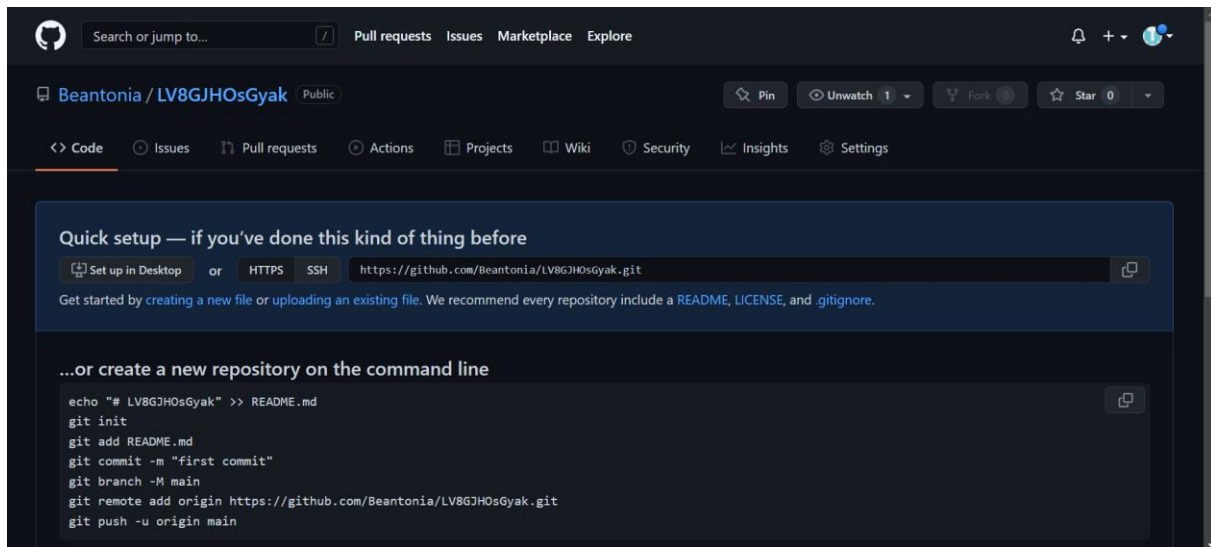 Search or jump to... / Pull requests Issues Marketplace Explore
Beantonia / LV8GJHOsGyak Public Pin Unwatch 1 Fork 0 Star 0
<> Code Issues Pull requests Actions Projects Wiki Security Insights Settings
Quick setup — if you've done this kind of thing before
Set up in Desktop or HTTPS SSH https://github.com/Beantonia/LV8GJHOsGyak.git
Get started by creating a new file or uploading an existing file. We recommend every repository include a README, LICENSE, and .gitignore.
...or create a new repository on the command line
echo "# LV8GJHOsGyak" >> README.md
git init
git add README.md
git commit -m "first commit"
git branch -M main
git remote add origin https://github.com/Beantonia/LV8GJHOsGyak.git
git push -u origin main